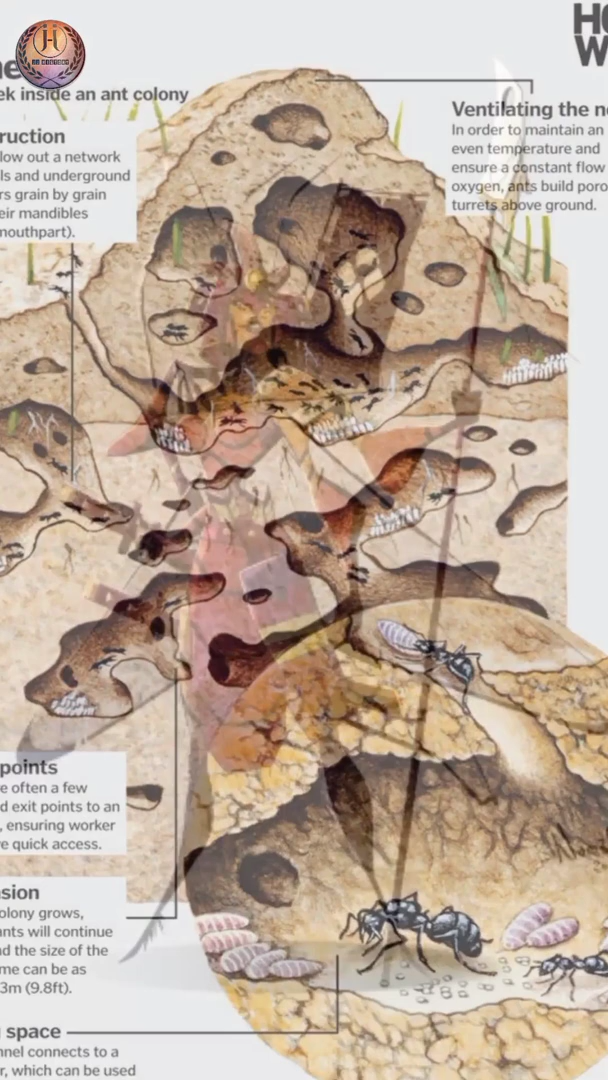 HO
W
ne
ek inside an ant colony
ruction
low out a network
ls and underground
rs grain by grain
eir mandibles
mouthpart).
Ventilating the n
In order to maintain an
even temperature and
ensure a constant flow
oxygen, ants build poro
turrets above ground.
points
e often a few
d exit points to an
, ensuring worker
e quick access.
sion
olony grows,
ants will continue
nd the size of the
me can be as
3m (9.8ft).
g space
nnel connects to a
r, which can be used